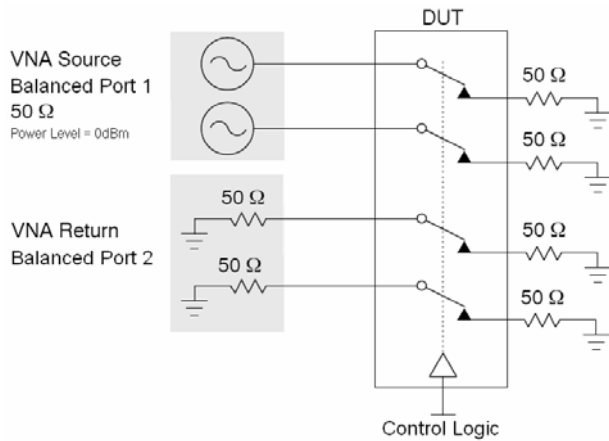 DUT
VNA Source
Balanced Port 1
50 Ω
Power Level = 0dBm
50 Ω
50 Ω
VNA Return
Balanced Port 2
50 Ω
50 Ω
50 Ω
50 Ω
Control Logic